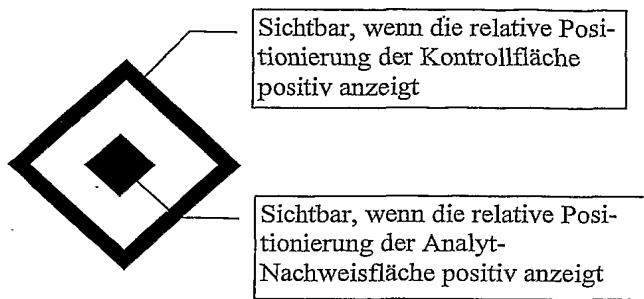 Sichtbar, wenn die relative Posi-
tionierung der Kontrollfläche
positiv anzeigt
Sichtbar, wenn die relative Posi-
tionierung der Analyt-
Nachweisfläche positiv anzeigt